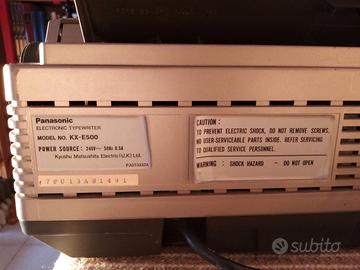 Panasonic
ELECTRONIC TYPEWRITER
MODEL NO. KX-E500
POWER SOURCE: 240V~ 50Hz 0.3A
Kyushu Matsushita Electric (U.K) Ltd.
CAUTION:
TO PREVENT ELECTRIC SHOCK, DO NOT REMOVE SCREWS.
NO USER-SERVICEABLE PARTS INSIDE. REFER SERVICING
TO QUALIFIED SERVICE PERSONNEL.
WARNING: SHOCK HAZARD - DO NOT OPEN
subito